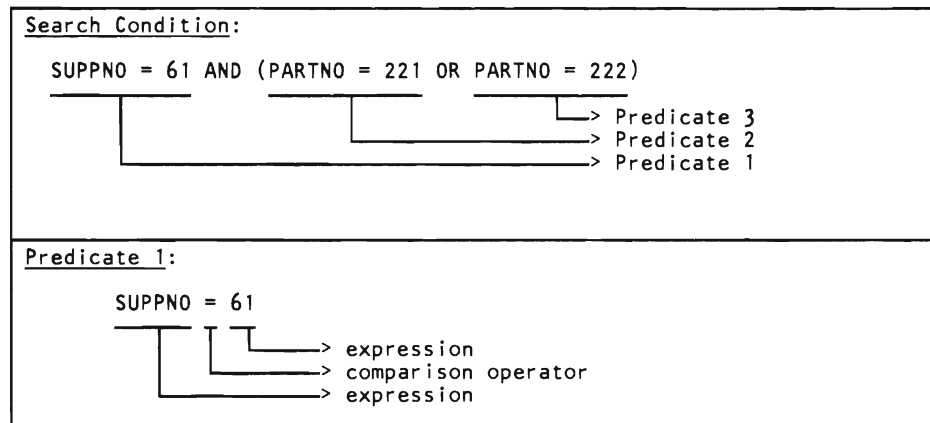 Search Condition:
SUPPNO = 61 AND (PARTNO = 221 OR PARTNO = 222)
> Predicate 3
> Predicate 2
> Predicate 1
Predicate 1:
SUPPNO = 61
> expression
> comparison operator
> expression